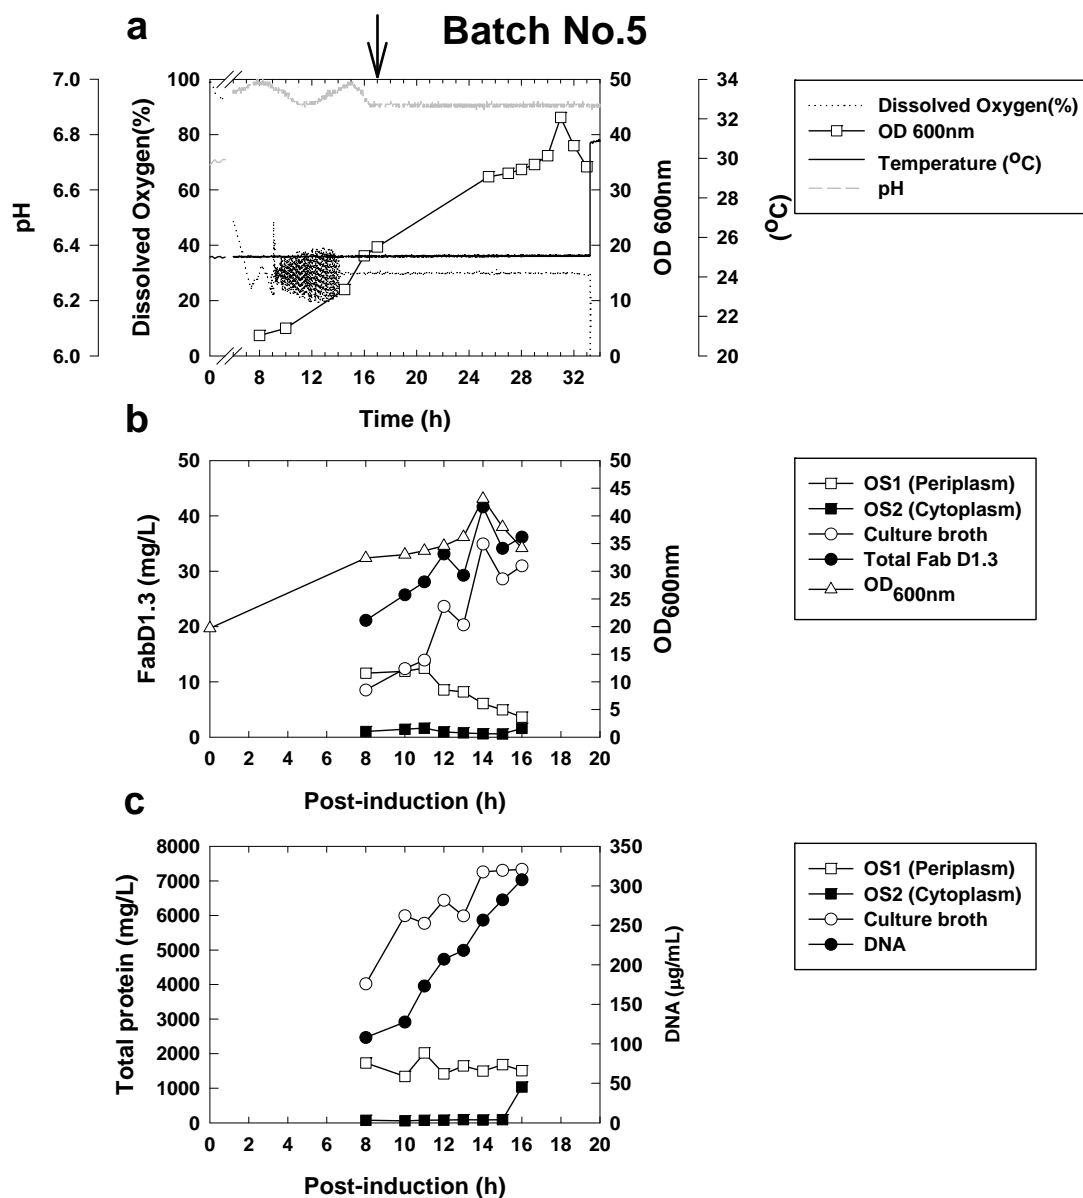 a
Batch No.5
7.0
6.8
6.6
6.4
6.2
6.0
pH
100
80
60
40
20
0
Dissolved Oxygen(%)
50
40
30
20
10
0
OD 600nm
34
32
30
28
26
24
22
20
(oC)
0 8 12 16 20 24 28 32
Time (h)
Dissolved Oxygen(%)
OD 600nm
Temperature (oC)
pH
b
50
40
30
20
10
0
FabD1.3 (mg/L)
50
45
40
35
30
25
20
15
10
5
0
OD600nm
0 2 4 6 8 10 12 14 16 18 20
Post-induction (h)
OS1 (Periplasm)
OS2 (Cytoplasm)
Culture broth
Total Fab D1.3
OD600nm
c
8000
7000
6000
5000
4000
3000
2000
1000
0
Total protein (mg/L)
350
300
250
200
150
100
50
0
DNA (µg/mL)
0 2 4 6 8 10 12 14 16 18 20
Post-induction (h)
OS1 (Periplasm)
OS2 (Cytoplasm)
Culture broth
DNA